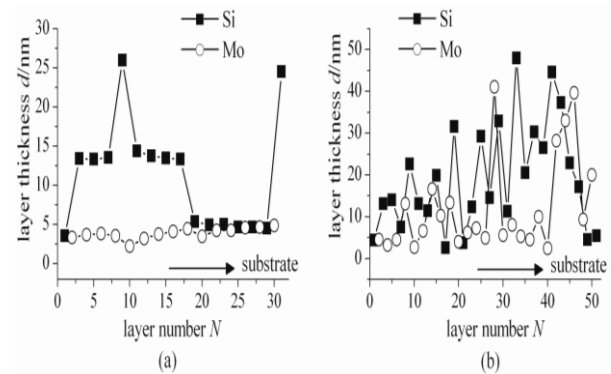 Si
Mo
30
25
20
15
10
5
0
layer thickness d/nm
substrate
0 5 10 15 20 25 30
layer number N
(a)
Si
Mo
50
40
30
20
10
0
layer thickness d/nm
substrate
0 10 20 30 40 50
layer number N
(b)